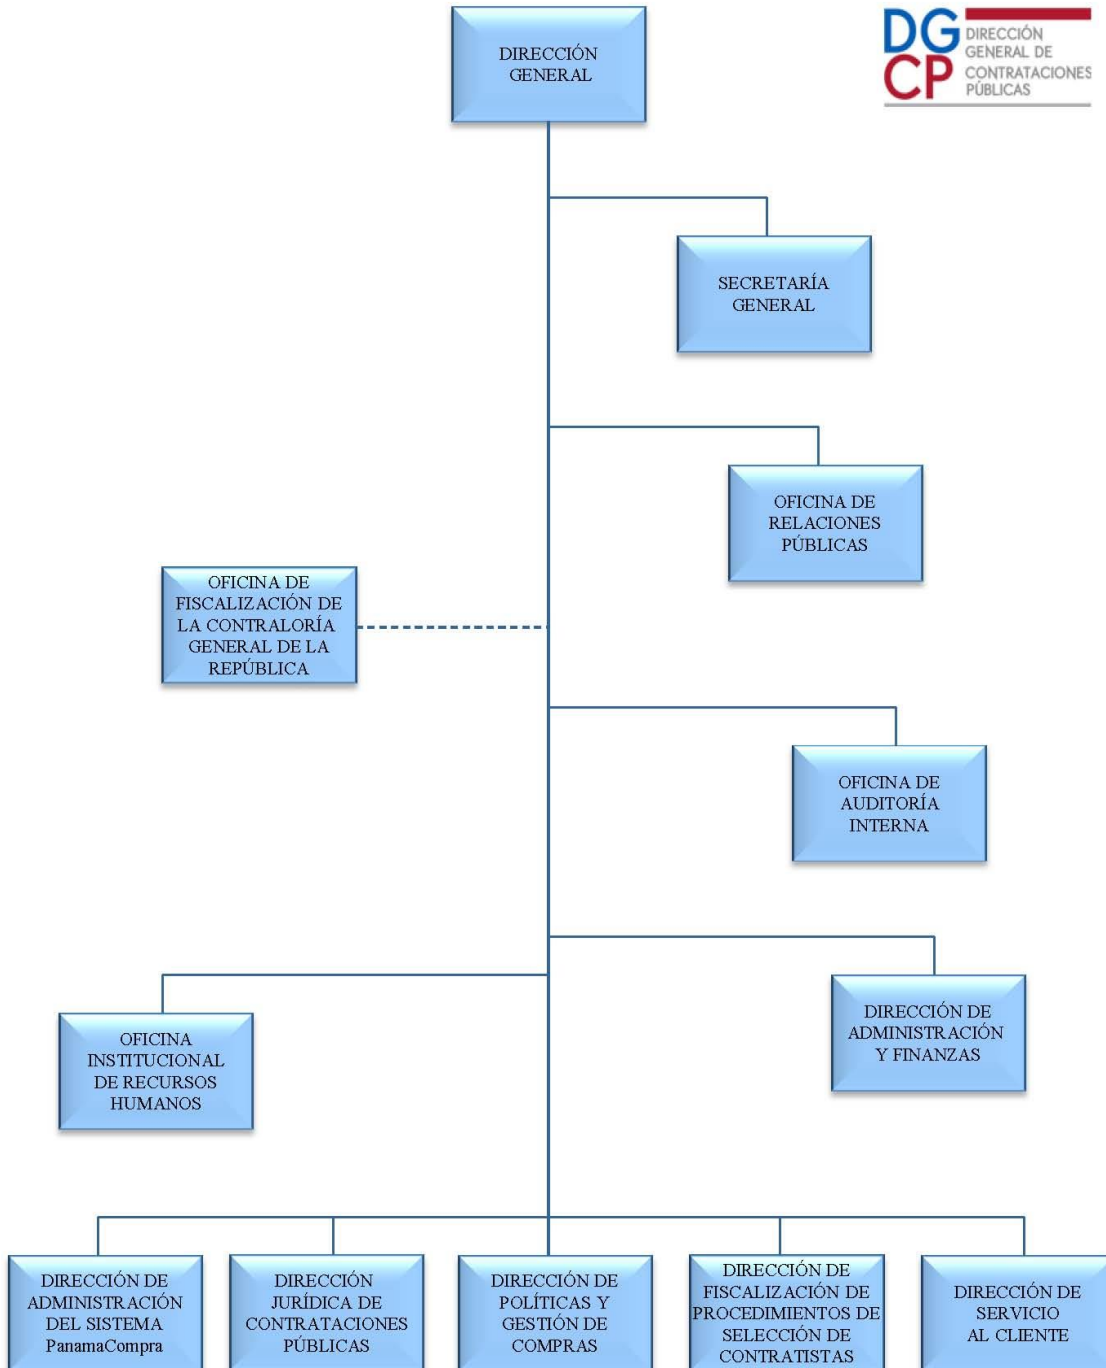 DIRECCIÓN
GENERAL
DG
CP
DIRECCIÓN
GENERAL DE
CONTRATACIONES
PÚBLICAS
SECRETARÍA
GENERAL
OFICINA DE
RELACIONES
PÚBLICAS
OFICINA DE
FISCALIZACIÓN DE
LA CONTRALORÍA
GENERAL DE LA
REPÚBLICA
OFICINA DE
AUDITORÍA
INTERNA
DIRECCIÓN DE
ADMINISTRACIÓN
Y FINANZAS
OFICINA
INSTITUCIONAL
DE RECURSOS
HUMANOS
DIRECCIÓN DE
ADMINISTRACIÓN
DEL SISTEMA
PanamaCompra
DIRECCIÓN
JURÍDICA DE
CONTRATACIONES
PÚBLICAS
DIRECCIÓN DE
POLÍTICAS Y
GESTIÓN DE
COMPRAS
DIRECCIÓN DE
FISCALIZACIÓN DE
PROCEDIMIENTOS DE
SELECCIÓN DE
CONTRATISTAS
DIRECCIÓN DE
SERVICIO
AL CLIENTE